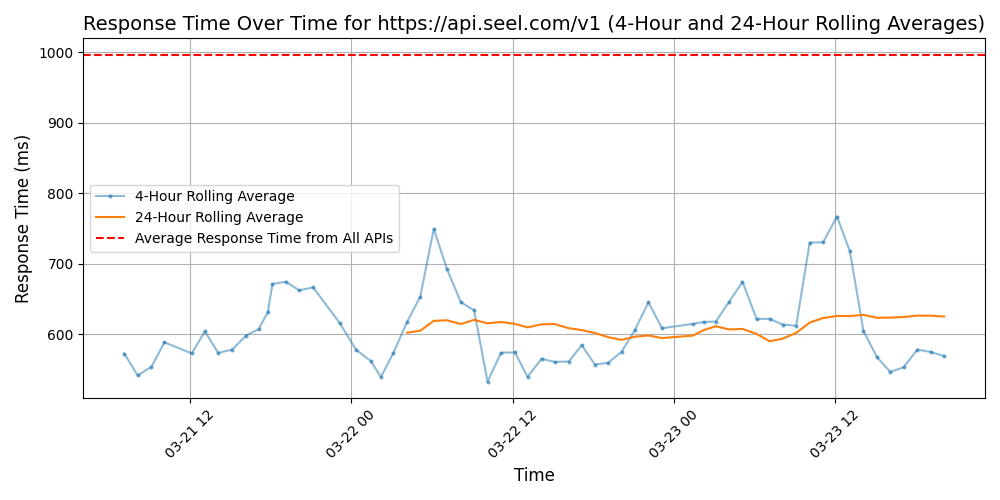 Response Time Over Time for https://api.seel.com/v1 (4-Hour and 24-Hour Rolling Averages)
Response Time (ms)
1000
900
800
700
600
4-Hour Rolling Average
24-Hour Rolling Average
Average Response Time from All APIs
03-21 12
03-22 00
03-22 12
03-23 00
03-23 12
Time